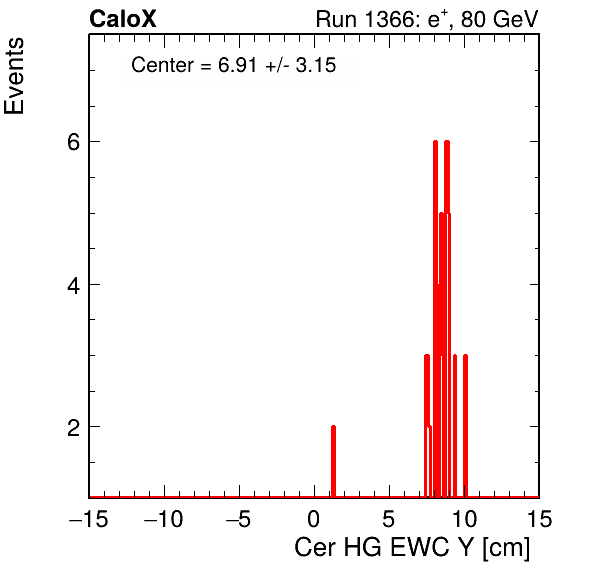 CaloX Run 1366: e⁺, 80 GeV
Center = 6.91 +/- 3.15
Events
6
4
2
−15 −10 −5 0 5 10 15
Cer HG EWC Y [cm]